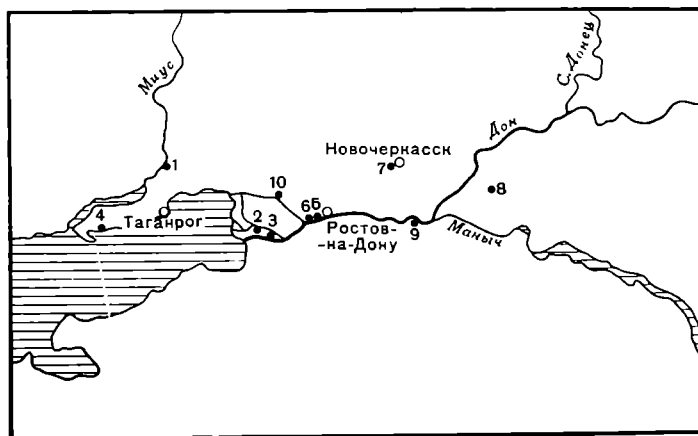 С. Донец
Миус
Дон
Новочеркасск
7
1
8
10
4
Таганрог
2
3
6
5
Ростов-
-на-Дону
9
Маныч